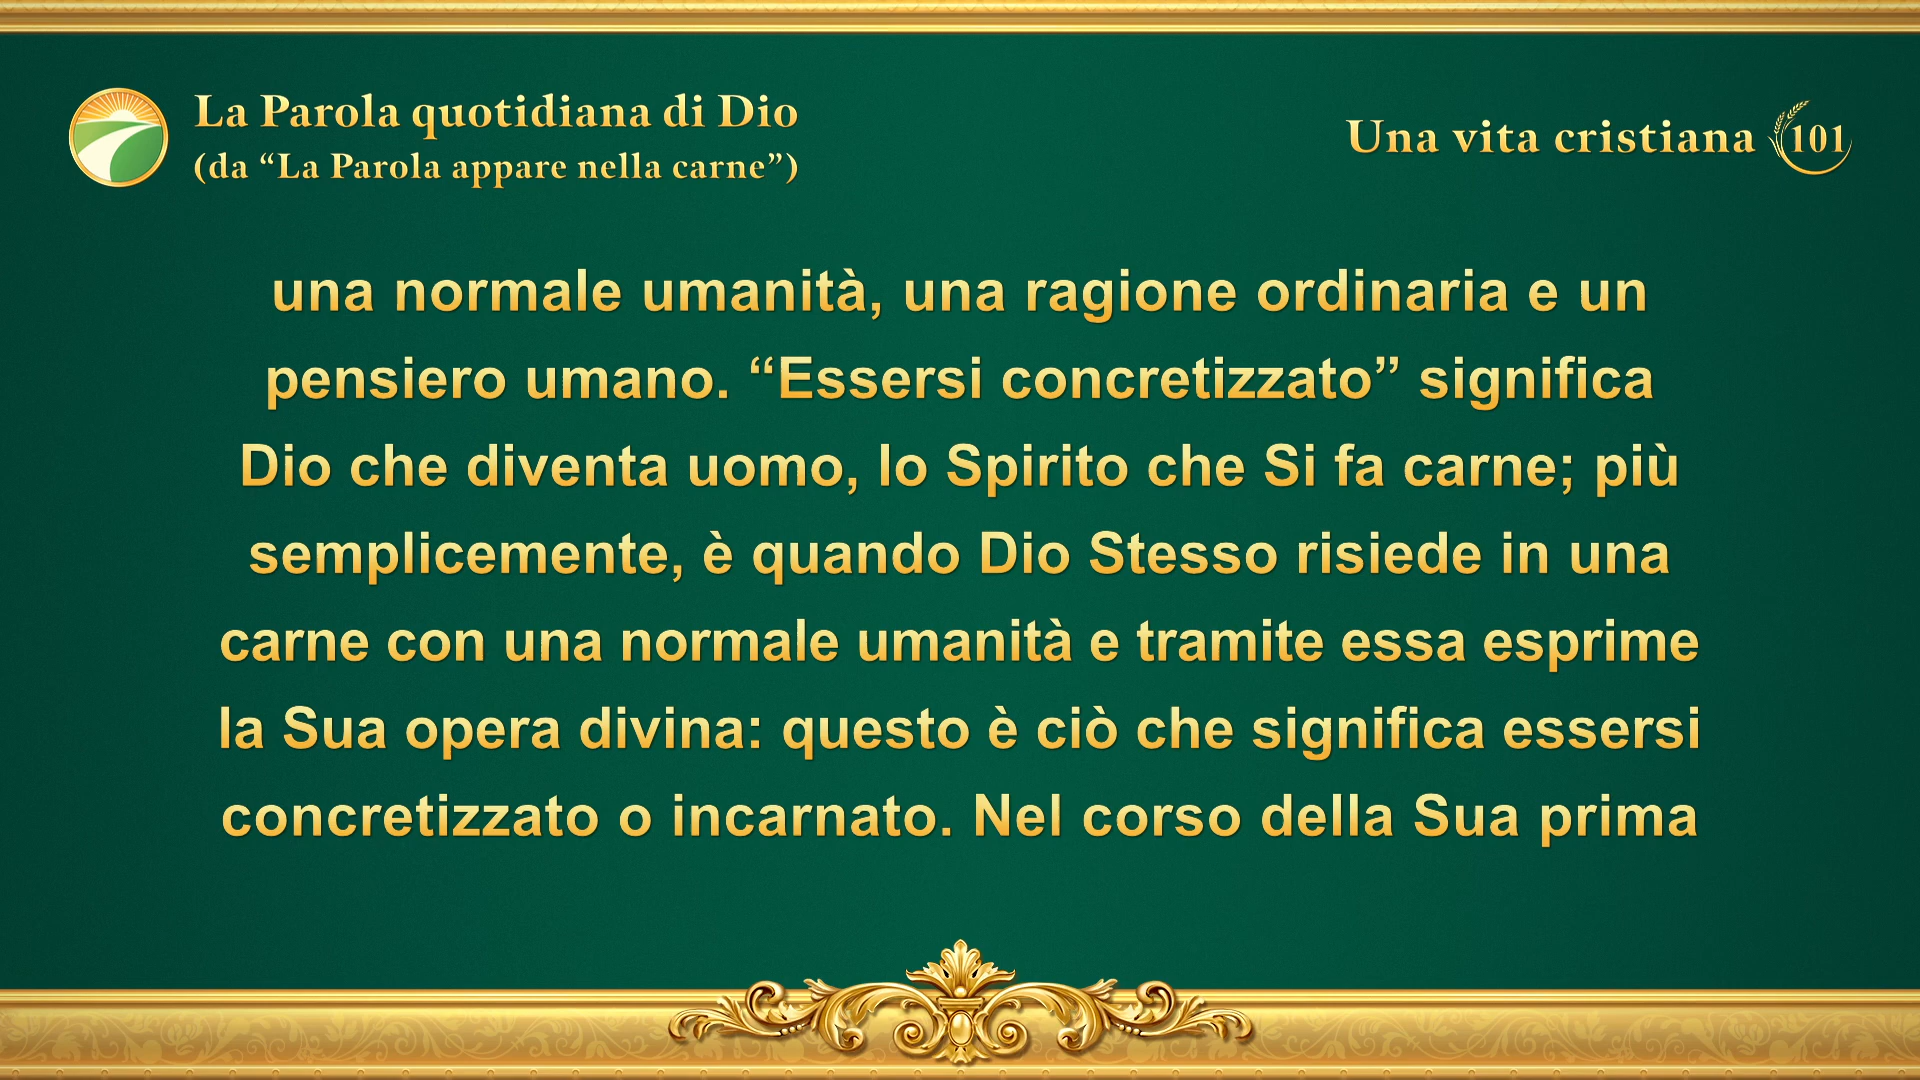 La Parola quotidiana di Dio
(da “La Parola appare nella carne”)
Una vita cristiana 101
una normale umanità, una ragione ordinaria e un
pensiero umano. “Essersi concretizzato” significa
Dio che diventa uomo, lo Spirito che Si fa carne; più
semplicemente, è quando Dio Stesso risiede in una
carne con una normale umanità e tramite essa esprime
la Sua opera divina: questo è ciò che significa essersi
concretizzato o incarnato. Nel corso della Sua prima